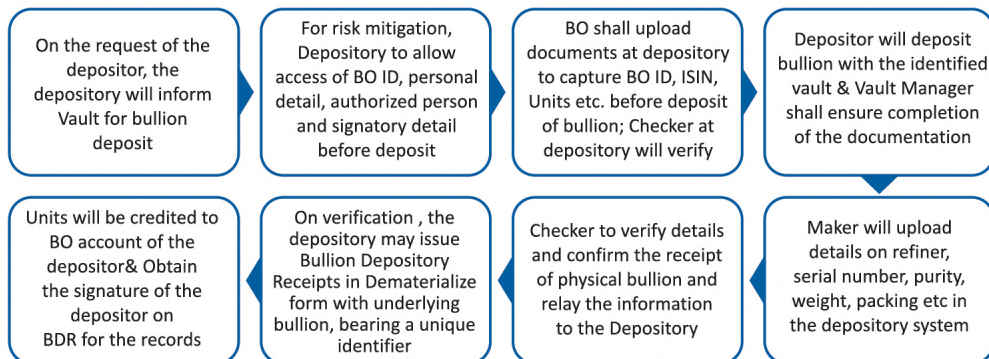 On the request of the
depositor, the
depository will inform
Vault for bullion
deposit
For risk mitigation,
Depository to allow
access of BO ID, personal
detail, authorized person
and signatory detail
before deposit
BO shall upload
documents at depository
to capture BO ID, ISIN,
Units etc. before deposit
of bullion; Checker at
depository will verify
Depositor will deposit
bullion with the identified
vault & Vault Manager
shall ensure completion
of the documentation
Maker will upload
details on refiner,
serial number, purity,
weight, packing etc in
the depository system
Checker to verify details
and confirm the receipt
of physical bullion and
relay the information
to the Depository
On verification , the
depository may issue
Bullion Depository
Receipts in Dematerialize
form with underlying
bullion, bearing a unique
identifier
Units will be credited to
BO account of the
depositor& Obtain
the signature of the
depositor on
BDR for the records